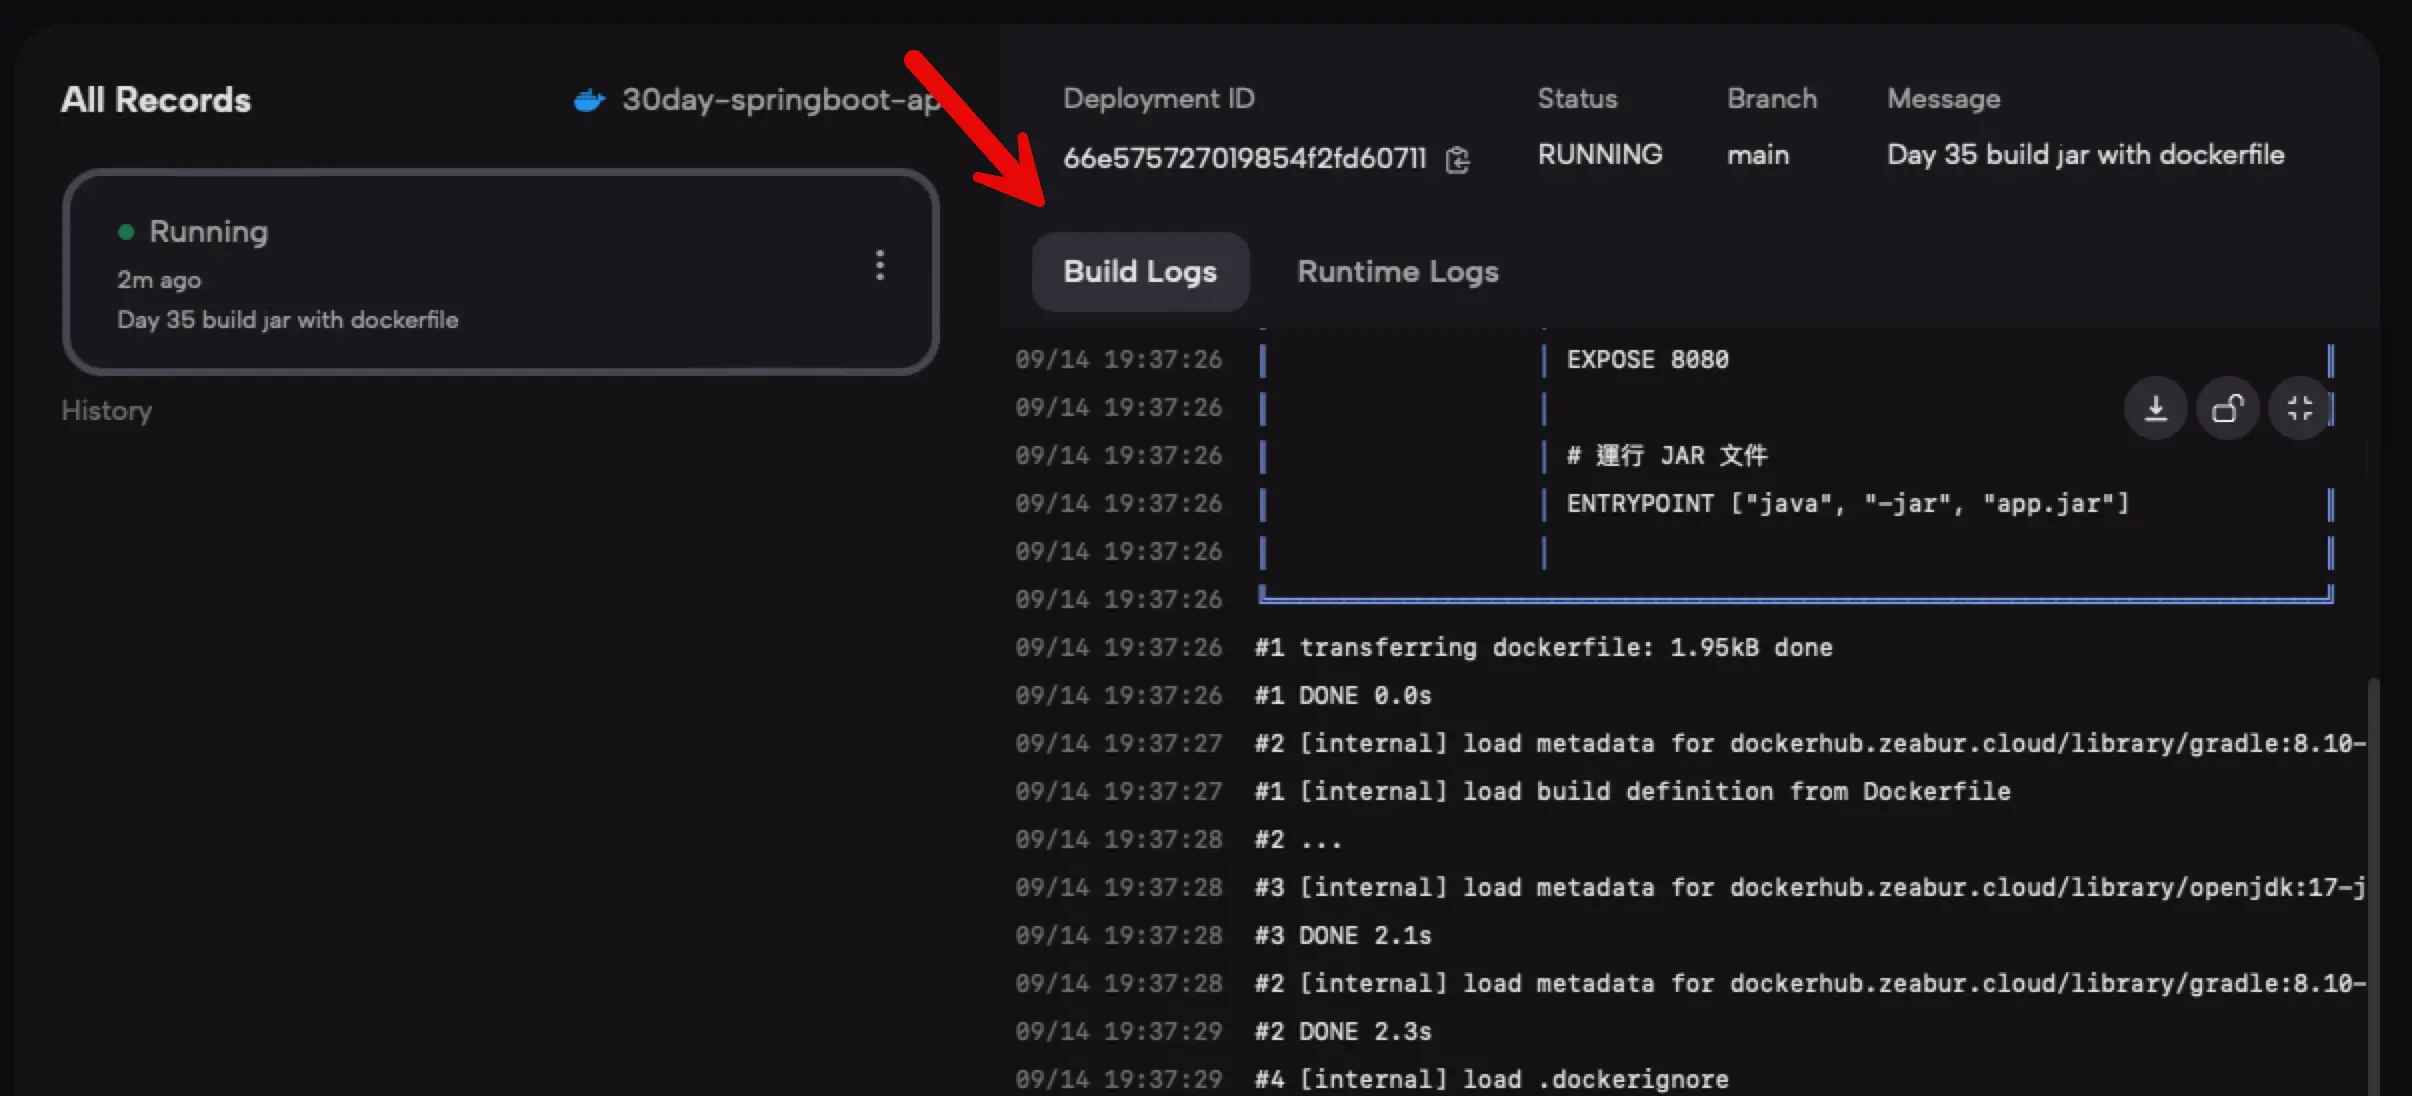 All Records
30day-springboot-ap
Running
2m ago
Day 35 build jar with dockerfile
History
Deployment ID
66e575727019854f2fd60711
Status
RUNNING
Branch
main
Message
Day 35 build jar with dockerfile
Build Logs
Runtime Logs
09/14 19:37:26 EXPOSE 8080
09/14 19:37:26
09/14 19:37:26 # 運行 JAR 文件
09/14 19:37:26 ENTRYPOINT ["java", "-jar", "app.jar"]
09/14 19:37:26
09/14 19:37:26
09/14 19:37:26 #1 transferring dockerfile: 1.95kB done
09/14 19:37:26 #1 DONE 0.0s
09/14 19:37:27 #2 [internal] load metadata for dockerhub.zeabur.cloud/library/gradle:8.10-
09/14 19:37:27 #1 [internal] load build definition from Dockerfile
09/14 19:37:28 #2 ...
09/14 19:37:28 #3 [internal] load metadata for dockerhub.zeabur.cloud/library/openjdk:17-j
09/14 19:37:28 #3 DONE 2.1s
09/14 19:37:28 #2 [internal] load metadata for dockerhub.zeabur.cloud/library/gradle:8.10-
09/14 19:37:29 #2 DONE 2.3s
09/14 19:37:29 #4 [internal] load .dockerignore